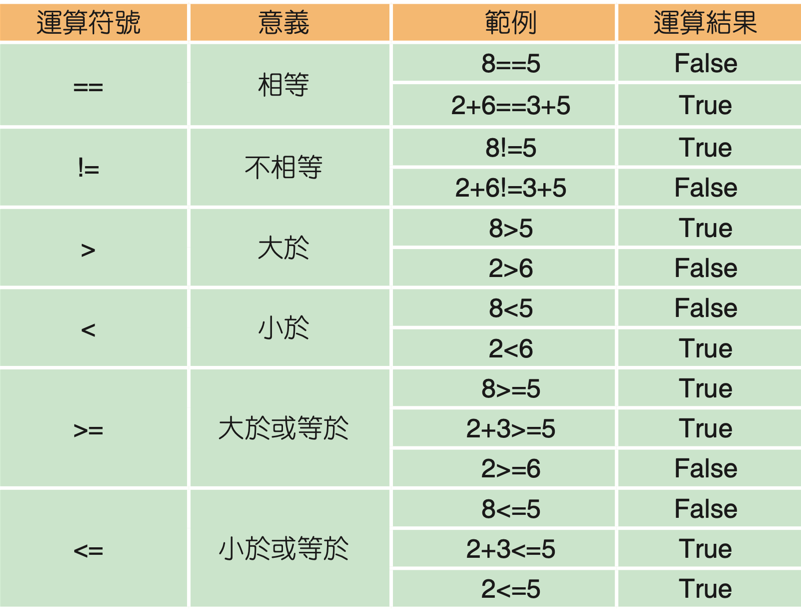 運算符號 意義 範例 運算結果
== 相等 8==5 False
2+6==3+5 True
!= 不相等 8!=5 True
2+6!=3+5 False
> 大於 8>5 True
2>6 False
< 小於 8<5 False
2<6 True
>= 大於或等於 8>=5 True
2+3>=5 True
2>=6 False
<= 小於或等於 8<=5 False
2+3<=5 True
2<=5 True